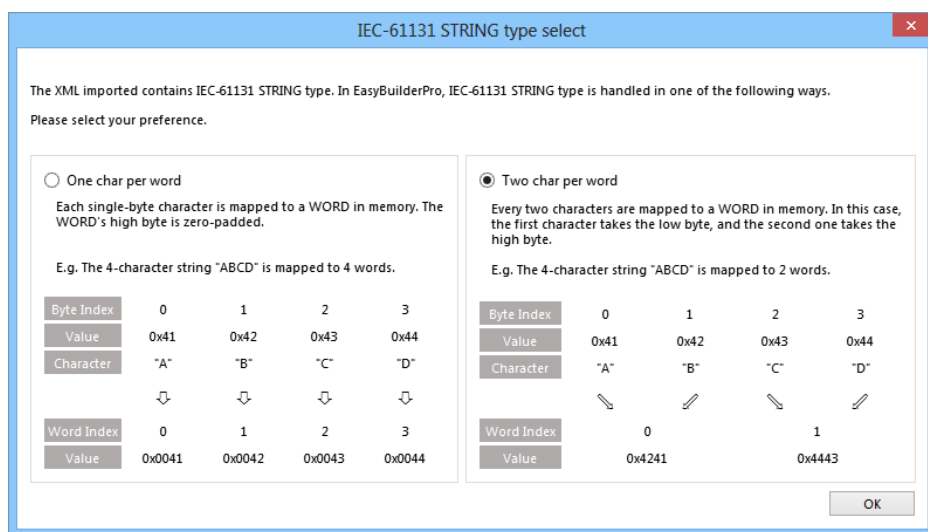 IEC-61131 STRING type select
The XML imported contains IEC-61131 STRING type. In EasyBuilderPro, IEC-61131 STRING type is handled in one of the following ways.
Please select your preference.
One char per word
Each single-byte character is mapped to a WORD in memory. The
WORD's high byte is zero-padded.
E.g. The 4-character string "ABCD" is mapped to 4 words.
Byte Index 0 1 2 3
Value 0x41 0x42 0x43 0x44
Character "A" "B" "C" "D"
Word Index 0 1 2 3
Value 0x0041 0x0042 0x0043 0x0044
Two char per word
Every two characters are mapped to a WORD in memory. In this case,
the first character takes the low byte, and the second one takes the
high byte.
E.g. The 4-character string "ABCD" is mapped to 2 words.
Byte Index 0 1 2 3
Value 0x41 0x42 0x43 0x44
Character "A" "B" "C" "D"
Word Index 0 1
Value 0x4241 0x4443
OK